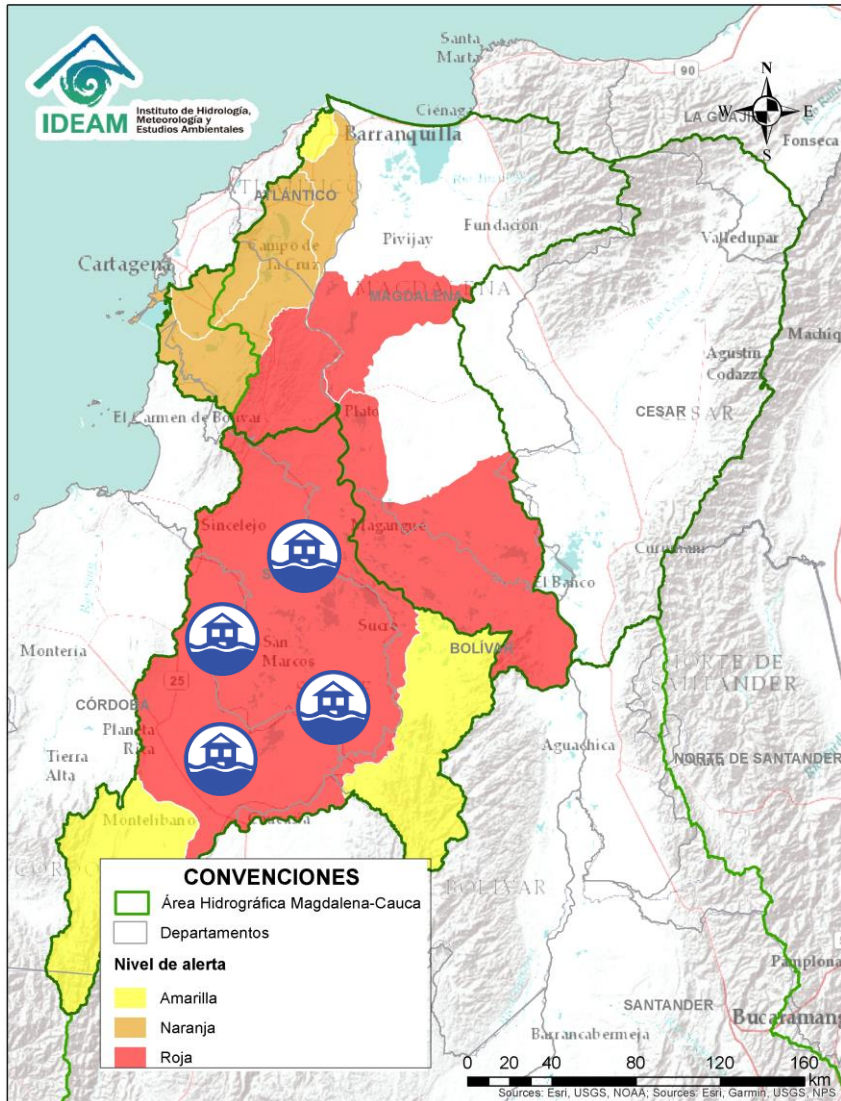 IDEAM
Instituto de Hidrología,
Meteorología y
Estudios Ambientales
Santa
Marta
90
N
W E
S
LA GUAJI
Fonseca
Ciénaga
Barranquilla
ATLÁNTICO
Fundación
Pivijay
Valledupar
Campo de
la Cruz
Cartagena
MAGDALENA
Agustín
Codazzi
El Carmen de Bolívar
Plato
CESAR
Sincelejo
Magangué
Curumaní
El Banco
Sucre
Montería
San
Marcos
BOLÍVAR
NORTE DE
SANTANDER
25
CÓRDOBA
Planeta
Rica
Aguachica
Tierra
Alta
NORTE DE SANTANDER
Montelíbano
Caucasia
BOLÍVAR
CONVENCIONES
Área Hidrográfica Magdalena-Cauca
Departamentos
Nivel de alerta
Amarilla
Naranja
Roja
Pamplona
SANTANDER
Bucaramang
Barrancabermeja
0 20 40 80 120 160
km
Sources: Esri, USGS, NOAA; Sources: Esri, Garmin, USGS, NPS